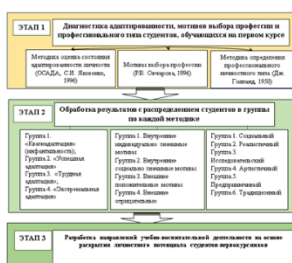 ЭТАП 1
Диагностика адаптированности, мотивов выбора профессии и
профессионального типа студентов, обучающихся на первом курсе
Методика оценки состояния
адаптированности личности
(ОСАДА, С.И. Яковенко,
1996)
Мотивы выбора профессии
(Р.В. Овчарова, 1996)
Методика определения
профессионального
личностного типа (Дж.
Голланд, 1950)
ЭТАП 2
Обработка результатов с распределением студентов в группы
по каждой методике
Группа 1.
«Квазиадаптация»
(инфантильность);
Группа 2. «Успешная
адаптация»
Группа 3. «Трудная
адаптация»,
Группа 4. «Экстремальная
адаптация»
Группа 1. Внутренние
индивидуально значимые
мотивы
Группа 2. Внутренние
социально значимые мотивы
Группа 3. Внешние
положительные мотивы
Группа 4. Внешние
отрицательные
Группа 1. Социальный
Группа 2. Реалистичный
Группа 3.
Исследовательский
Группа 4. Артистичный
Группа 5.
Предприимчивый
Группа 6. Традиционный
ЭТАП 3
Разработка направлений учебно-воспитательной деятельности на основе
раскрытия личностного потенциала студентов-первокурсников